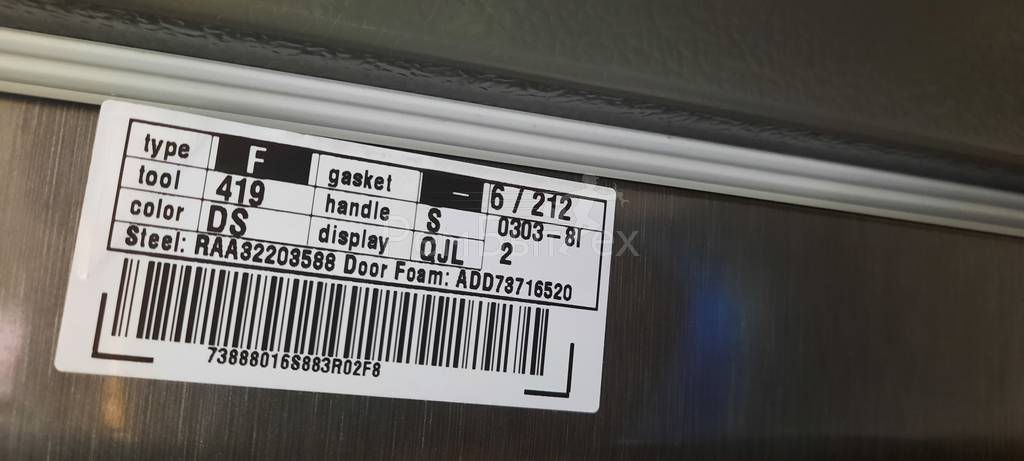 type F gasket - 6 / 212
tool 419 handle S 0303-8I
color DS display QJL 2
Steel: RAA32203588 Door Foam: ADD73716520
73888016S883R02F8